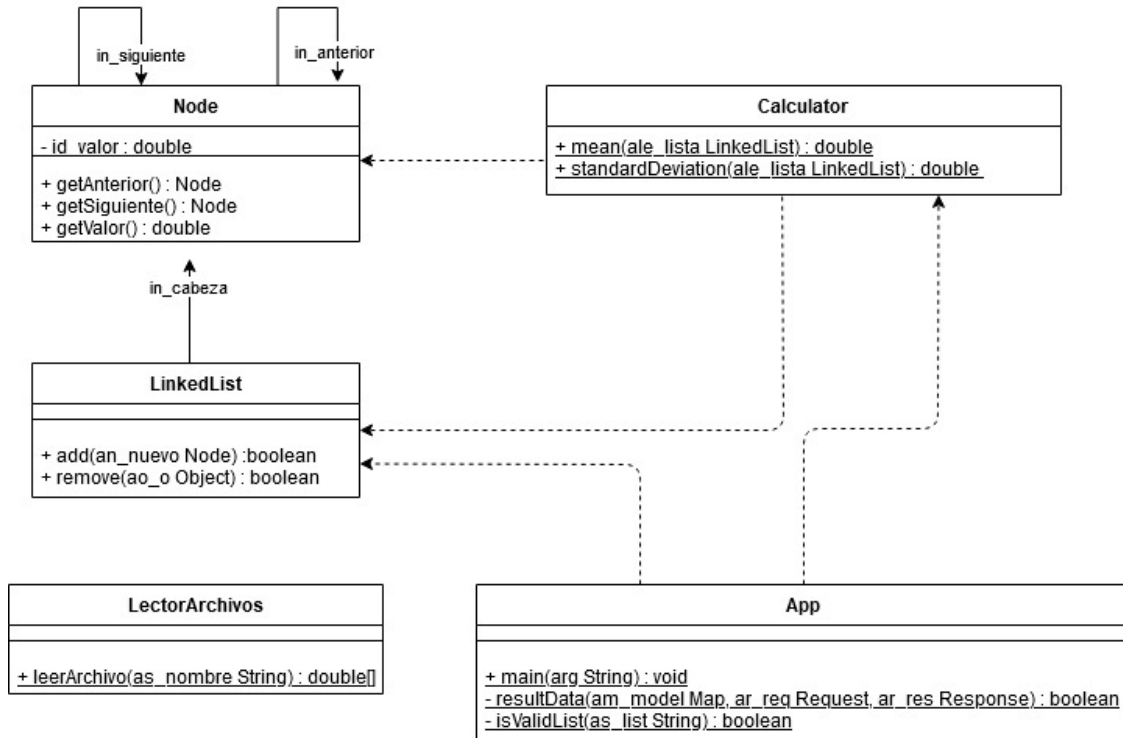 in_siguiente
in_anterior
Node
- id_valor : double
+ getAnterior() : Node
+ getSiguiente() : Node
+ getValor() : double
Calculator
+ mean(ale_lista LinkedList) : double
+ standardDeviation(ale_lista LinkedList) : double
in_cabeza
LinkedList
+ add(an_nuevo Node) :boolean
+ remove(ao_o Object) : boolean
LectorArchivos
+ leerArchivo(as_nombre String) : double[]
App
+ main(arg String) : void
- resultData(am_model Map, ar_req Request, ar_res Response) : boolean
- isValidList(as_list String) : boolean